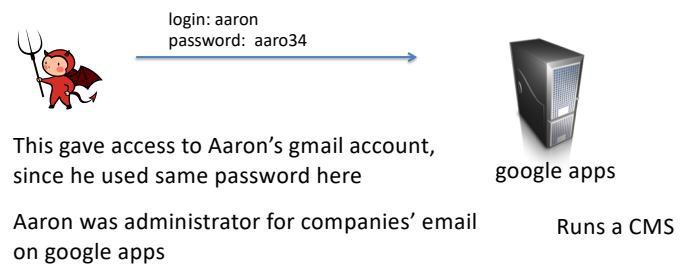 login: aaron
password: aaro34
This gave access to Aaron’s gmail account,
since he used same password here
google apps
Aaron was administrator for companies’ email
on google apps
Runs a CMS